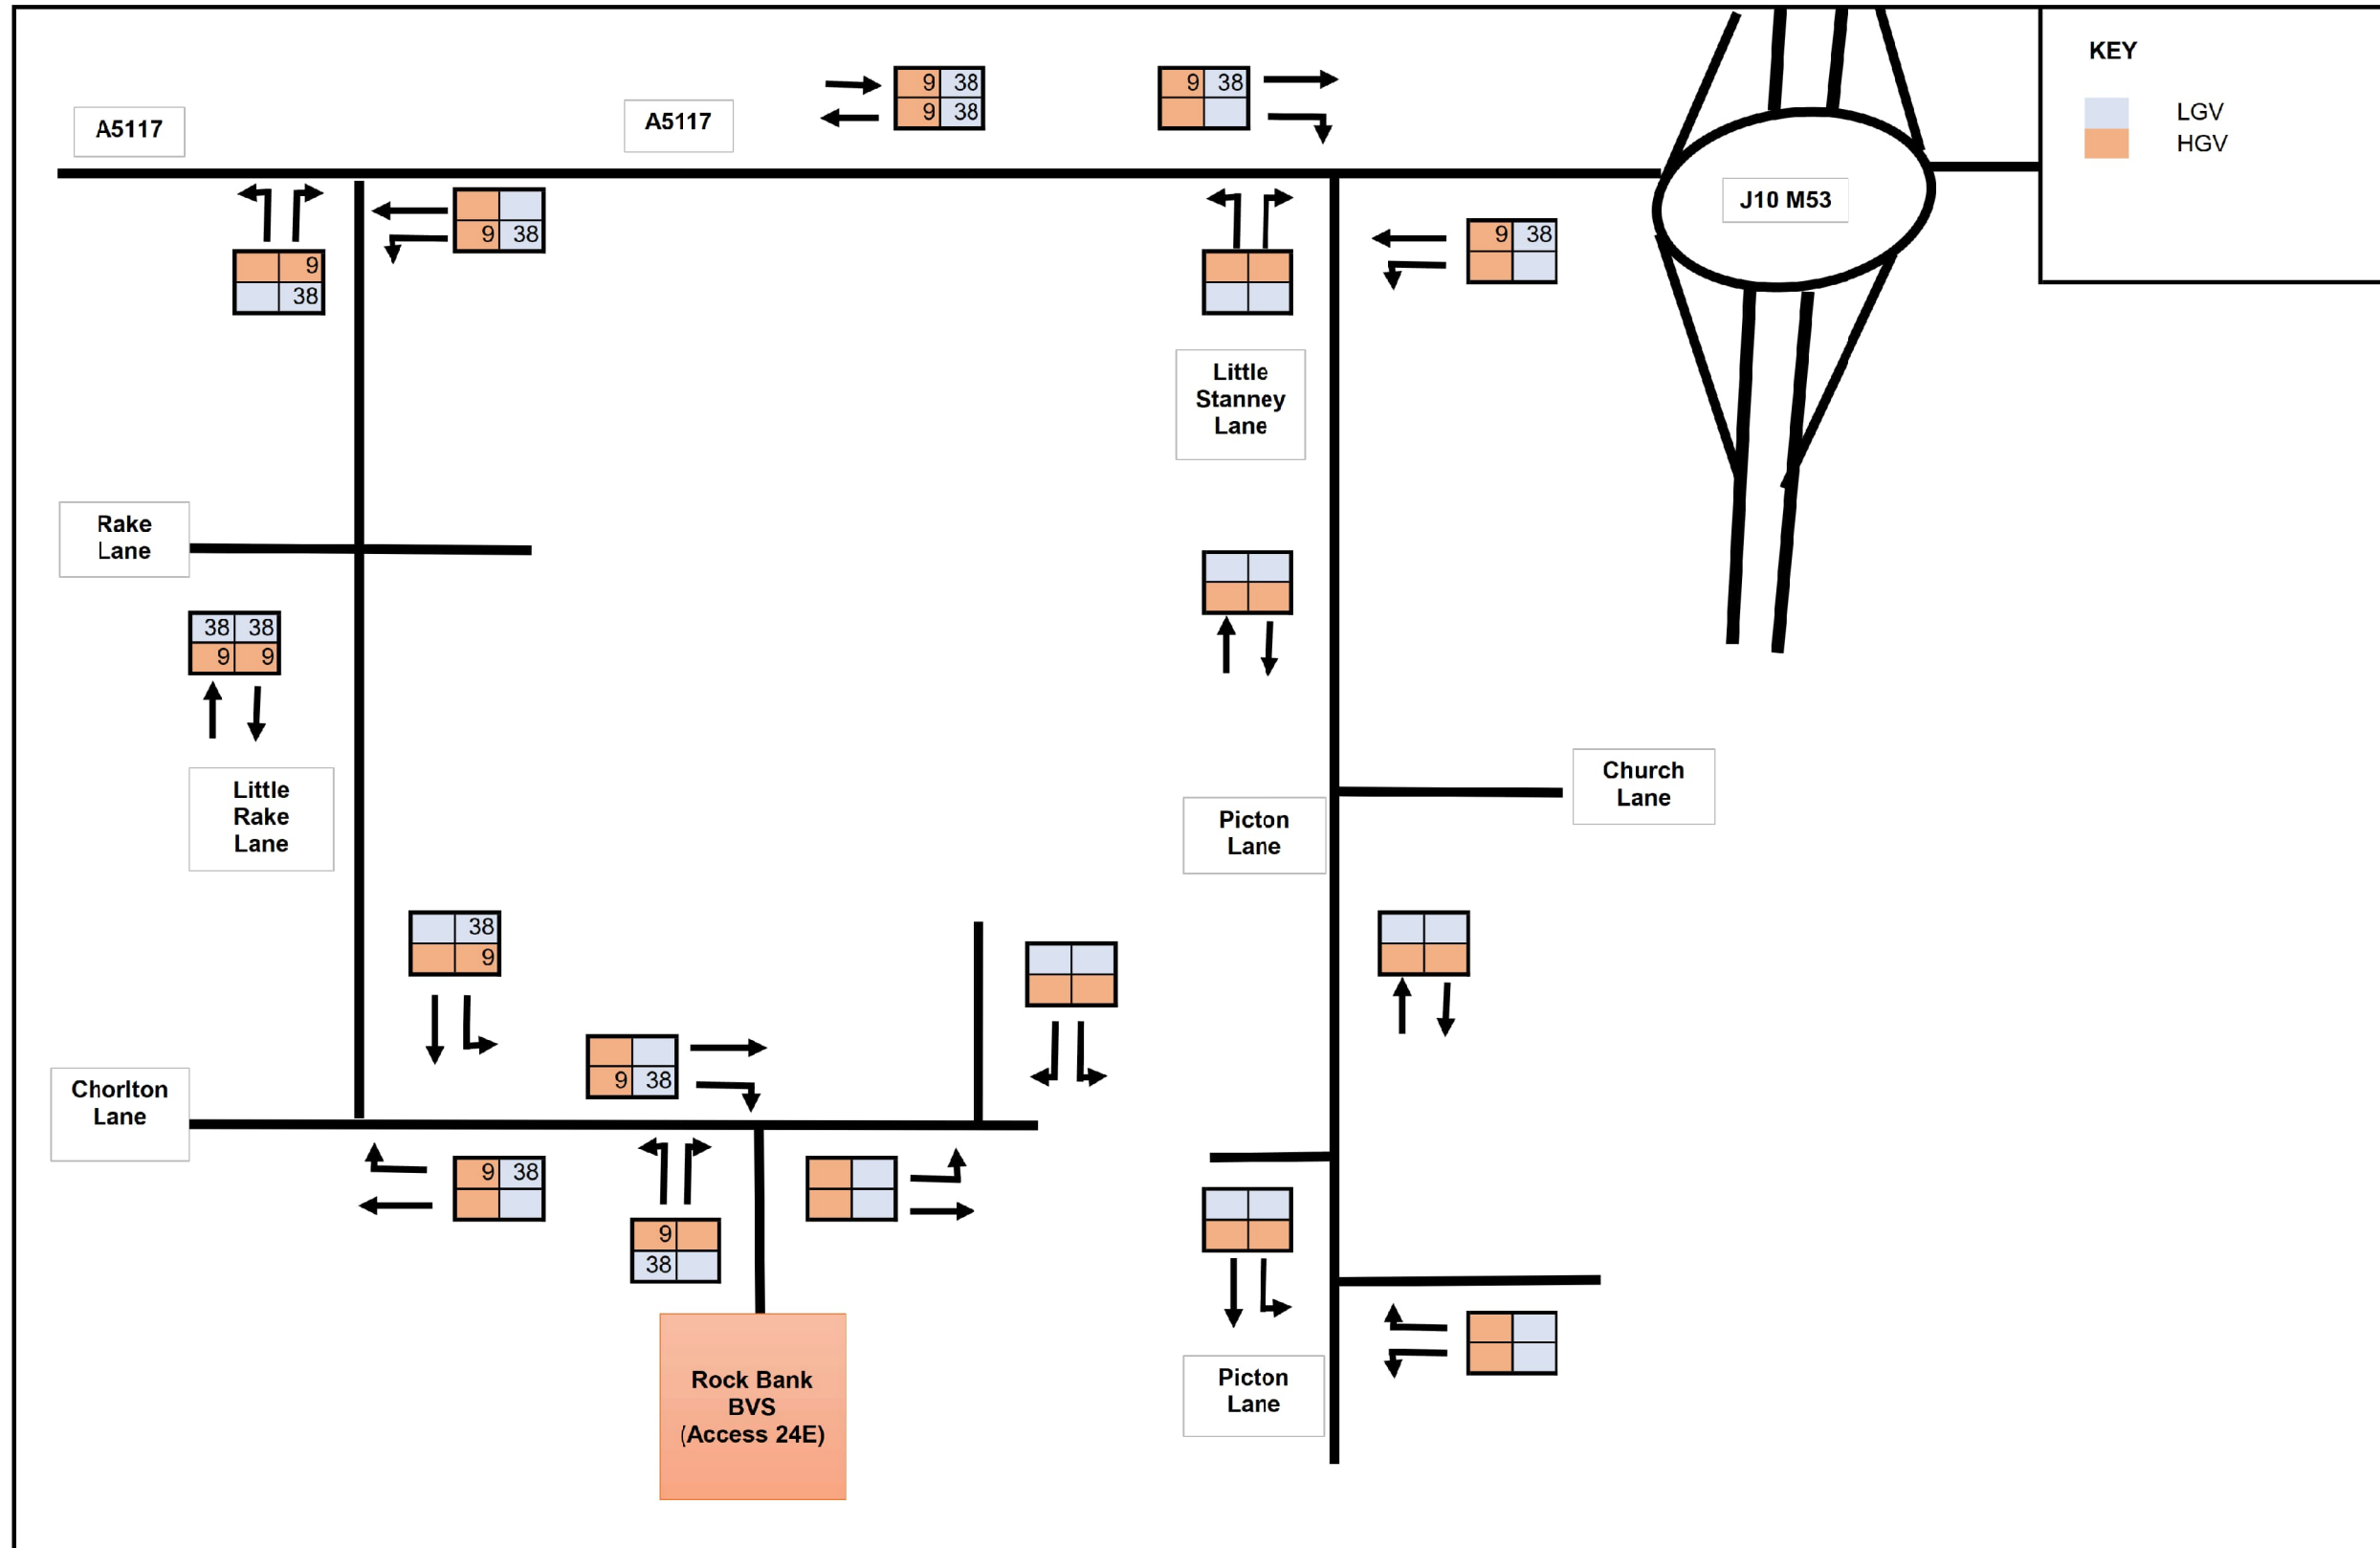 KEY
LGV
HGV
9 38
9 38
9 38
A5117
A5117
J10 M53
9 38
9
38
9 38
Little
Stanney
Lane
Rake
Lane
38 38
9 9
Church
Lane
Little
Rake
Lane
Picton
Lane
38
9
9 38
Chorlton
Lane
9 38
9
38
Rock Bank
BVS
(Access 24E)
Picton
Lane